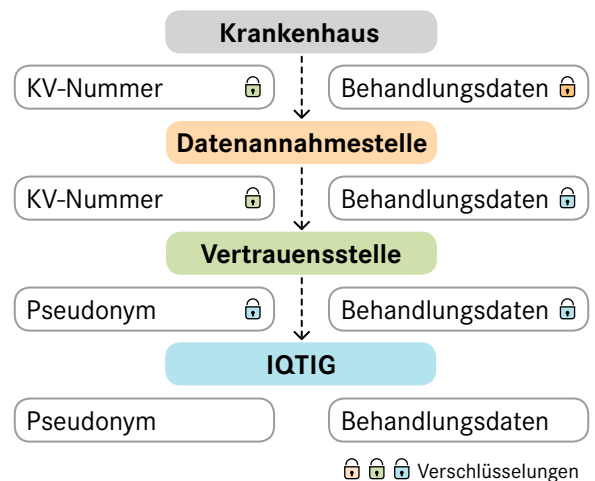 Krankenhaus
KV-Nummer
Behandlungsdaten
Datenannahmestelle
KV-Nummer
Behandlungsdaten
Vertrauensstelle
Pseudonym
Behandlungsdaten
IQTIG
Pseudonym
Behandlungsdaten
Verschlüsselungen